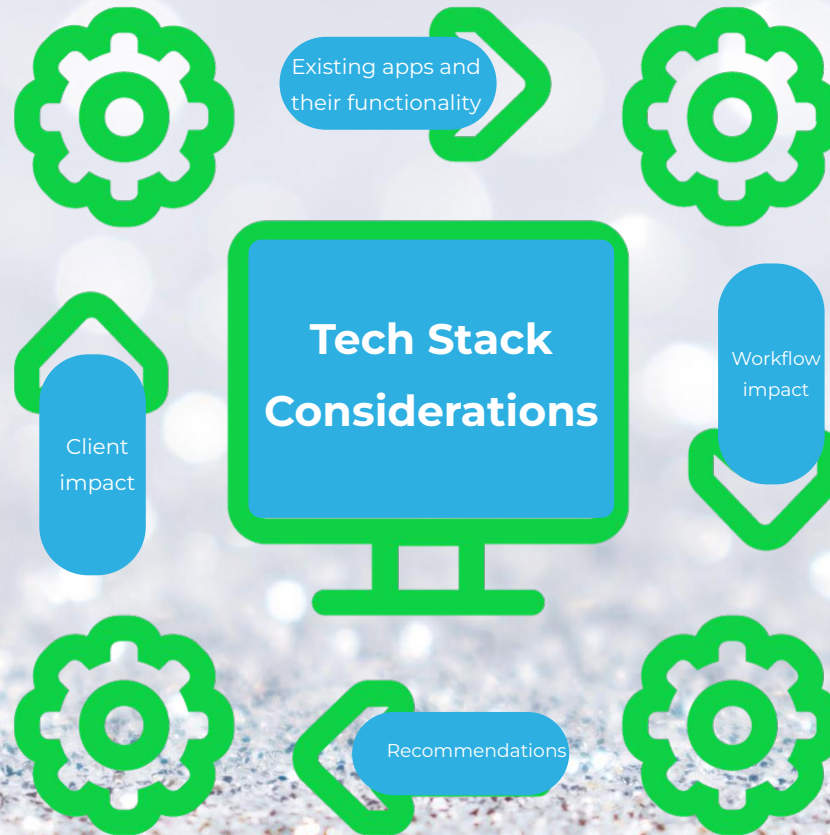 Existing apps and
their functionality
Tech Stack
Considerations
Workflow
impact
Client
impact
Recommendations